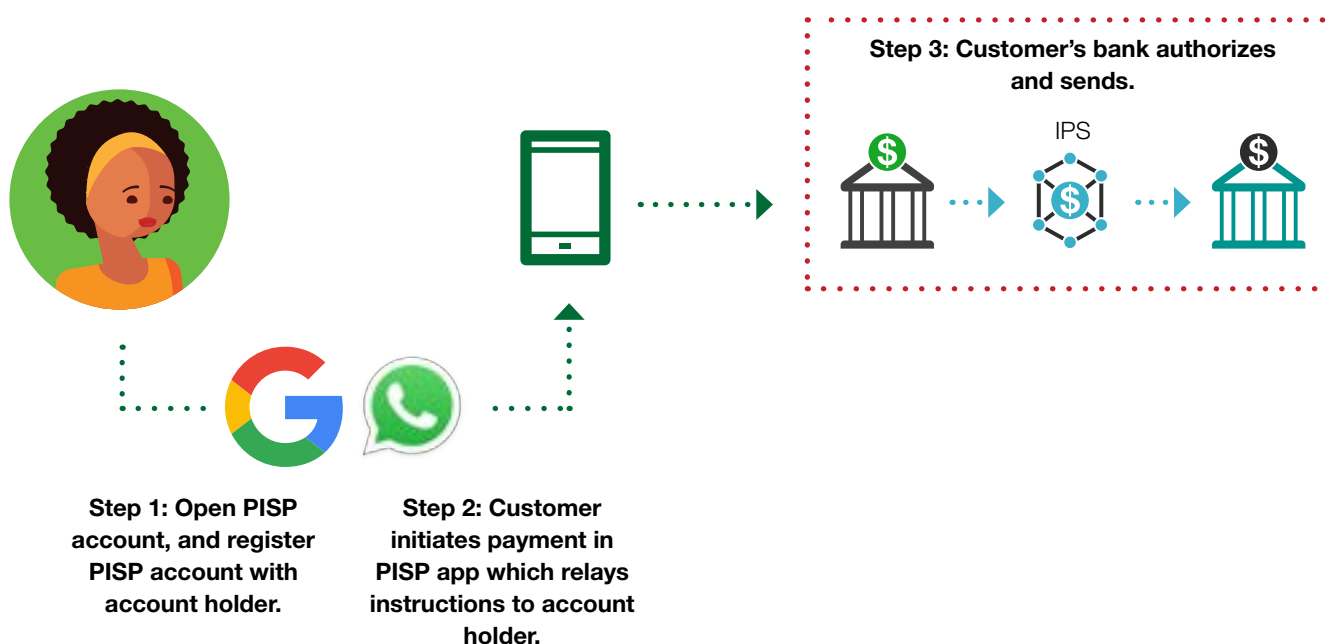 Step 3: Customer’s bank authorizes
and sends.
IPS
$
$
$
Step 1: Open PISP
account, and register
PISP account with
account holder.
Step 2: Customer
initiates payment in
PISP app which relays
instructions to account
holder.